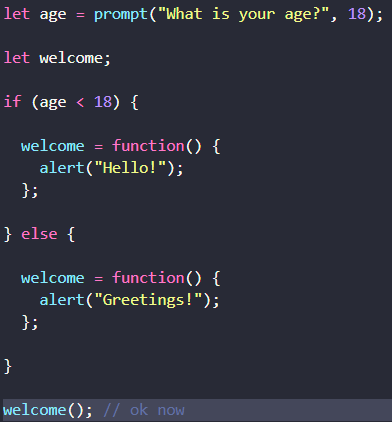 let age = prompt("What is your age?", 18);
let welcome;
if (age < 18) {
welcome = function() {
alert("Hello!");
};
} else {
welcome = function() {
alert("Greetings!");
};
}
welcome(); // ok now